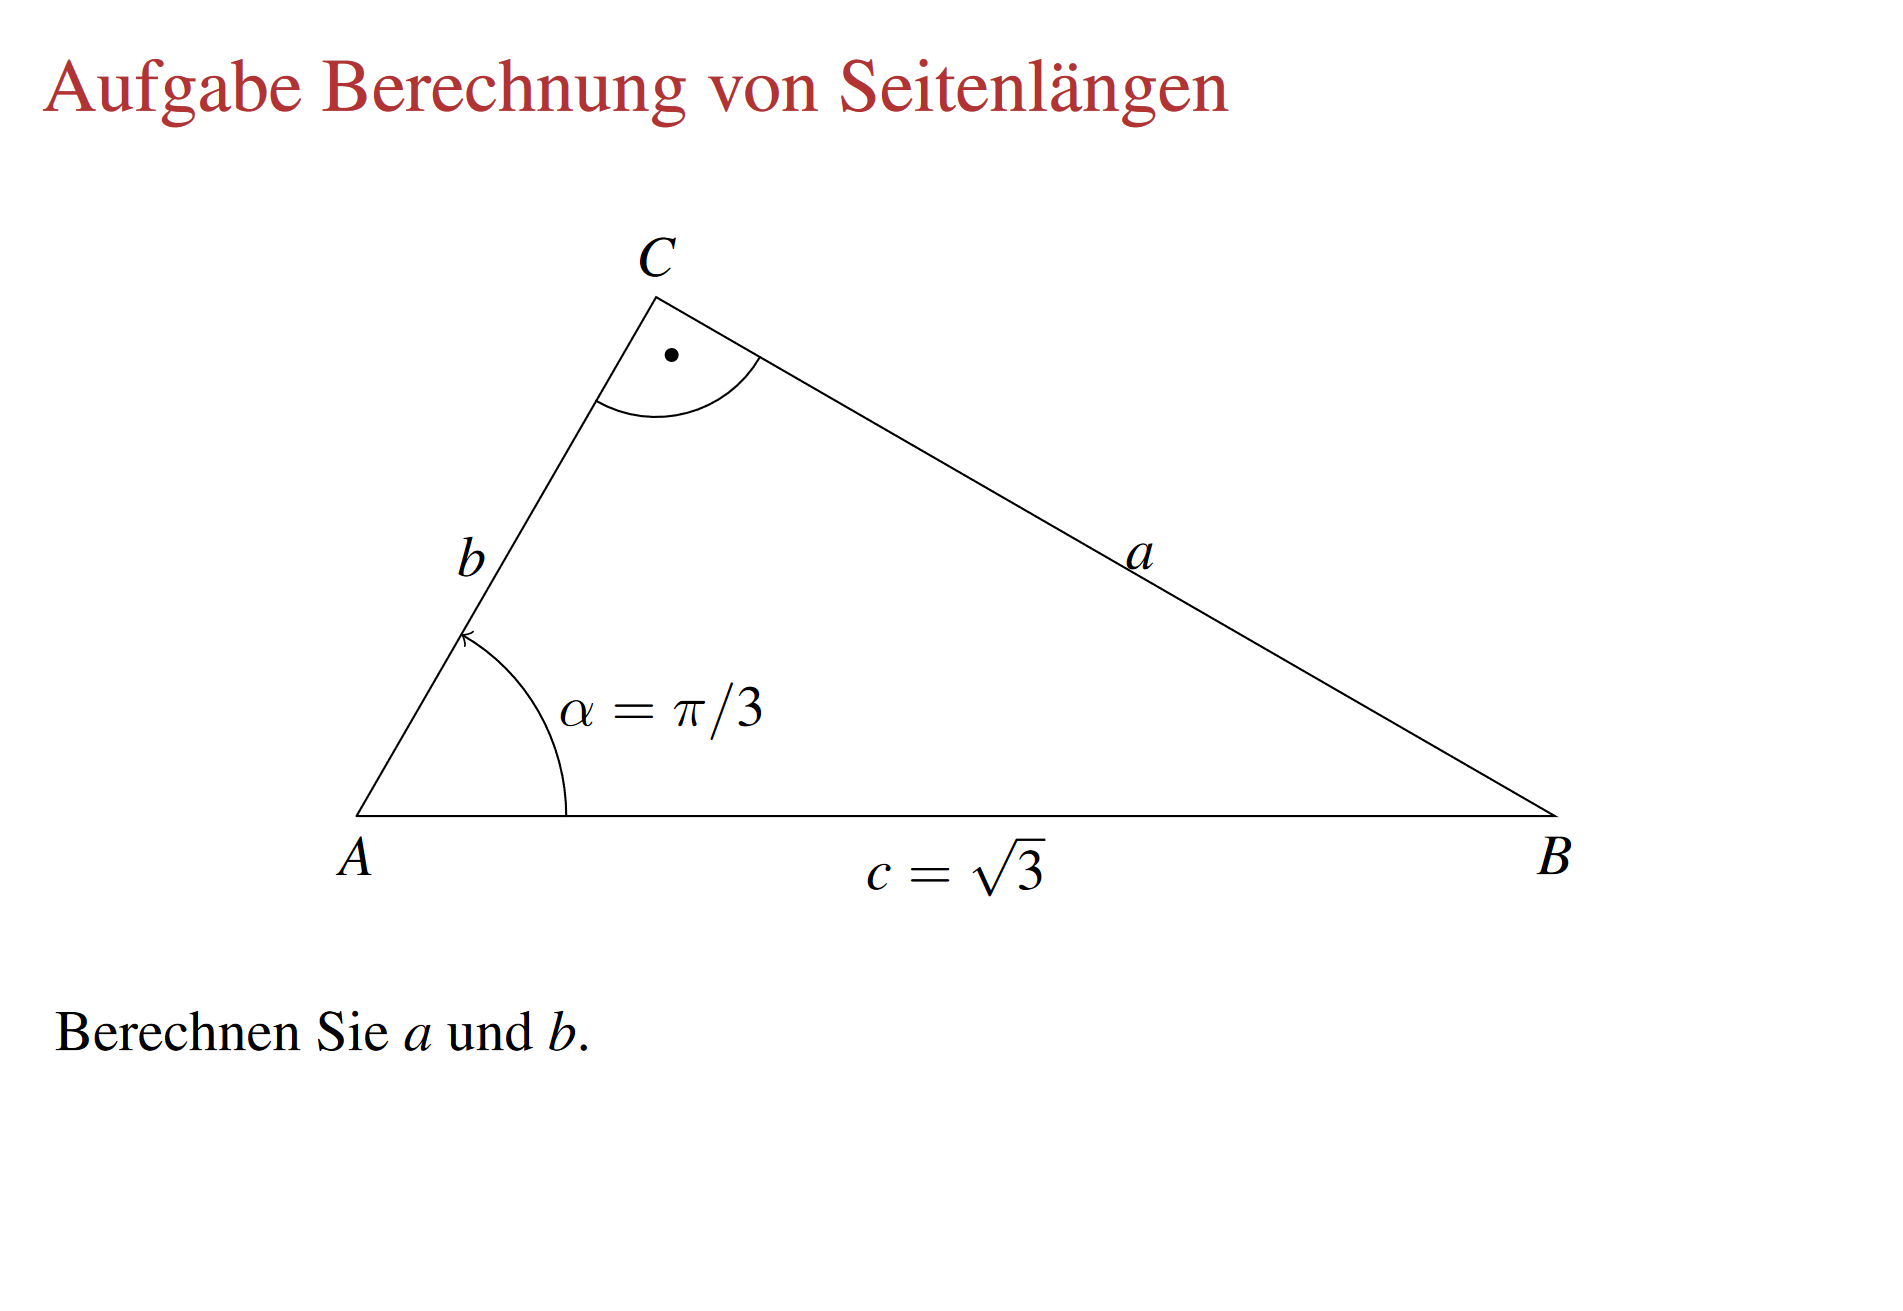 Aufgabe Berechnung von Seitenlängen
C
b
a
α = π/3
A
c = √3
B
Berechnen Sie a und b.